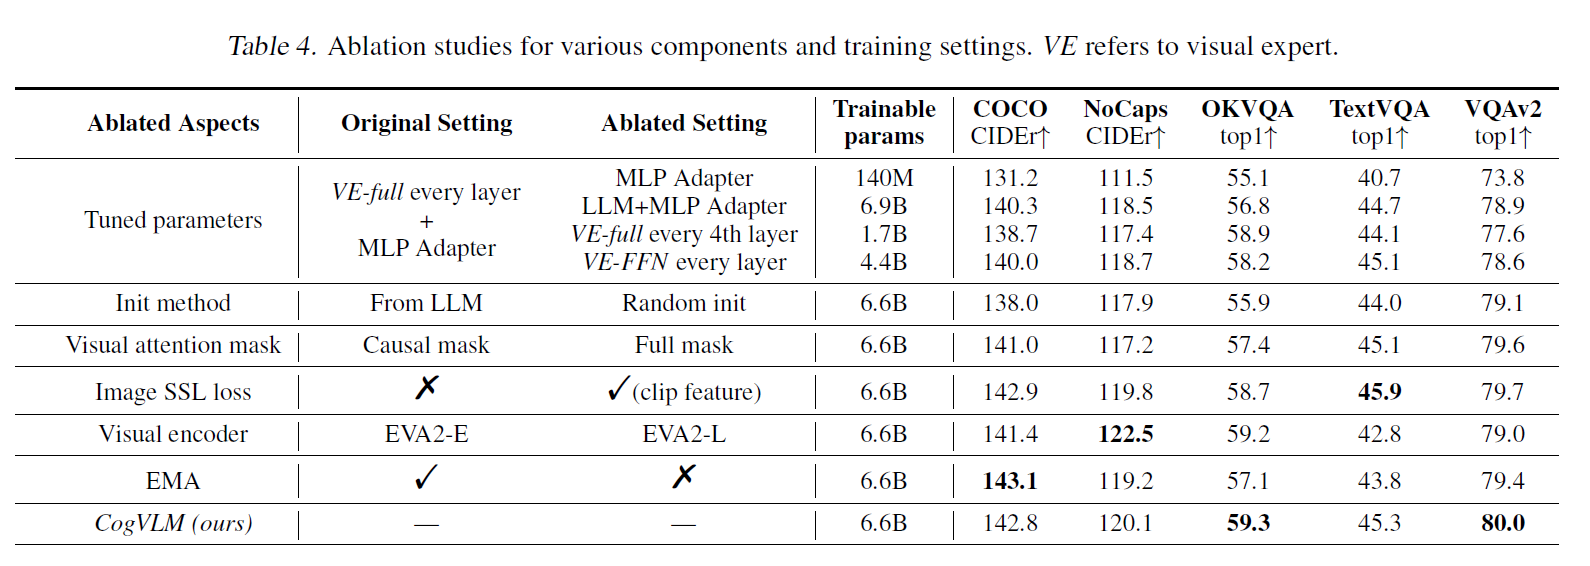 Table 4. Ablation studies for various components and training settings. VE refers to visual expert.
Ablated Aspects Original Setting Ablated Setting Trainable params COCO CIDEr↑ NoCaps CIDEr↑ OKVQA top1↑ TextVQA top1↑ VQAv2 top1↑
Tuned parameters VE-full every layer + MLP Adapter MLP Adapter 140M 131.2 111.5 55.1 40.7 73.8
LLM+MLP Adapter 6.9B 140.3 118.5 56.8 44.7 78.9
VE-full every 4th layer 1.7B 138.7 117.4 58.9 44.1 77.6
VE-FFN every layer 4.4B 140.0 118.7 58.2 45.1 78.6
Init method From LLM Random init 6.6B 138.0 117.9 55.9 44.0 79.1
Visual attention mask Causal mask Full mask 6.6B 141.0 117.2 57.4 45.1 79.6
Image SSL loss ✗ ✓(clip feature) 6.6B 142.9 119.8 58.7 45.9 79.7
Visual encoder EVA2-E EVA2-L 6.6B 141.4 122.5 59.2 42.8 79.0
EMA ✓ ✗ 6.6B 143.1 119.2 57.1 43.8 79.4
CogVLM (ours) — — 6.6B 142.8 120.1 59.3 45.3 80.0